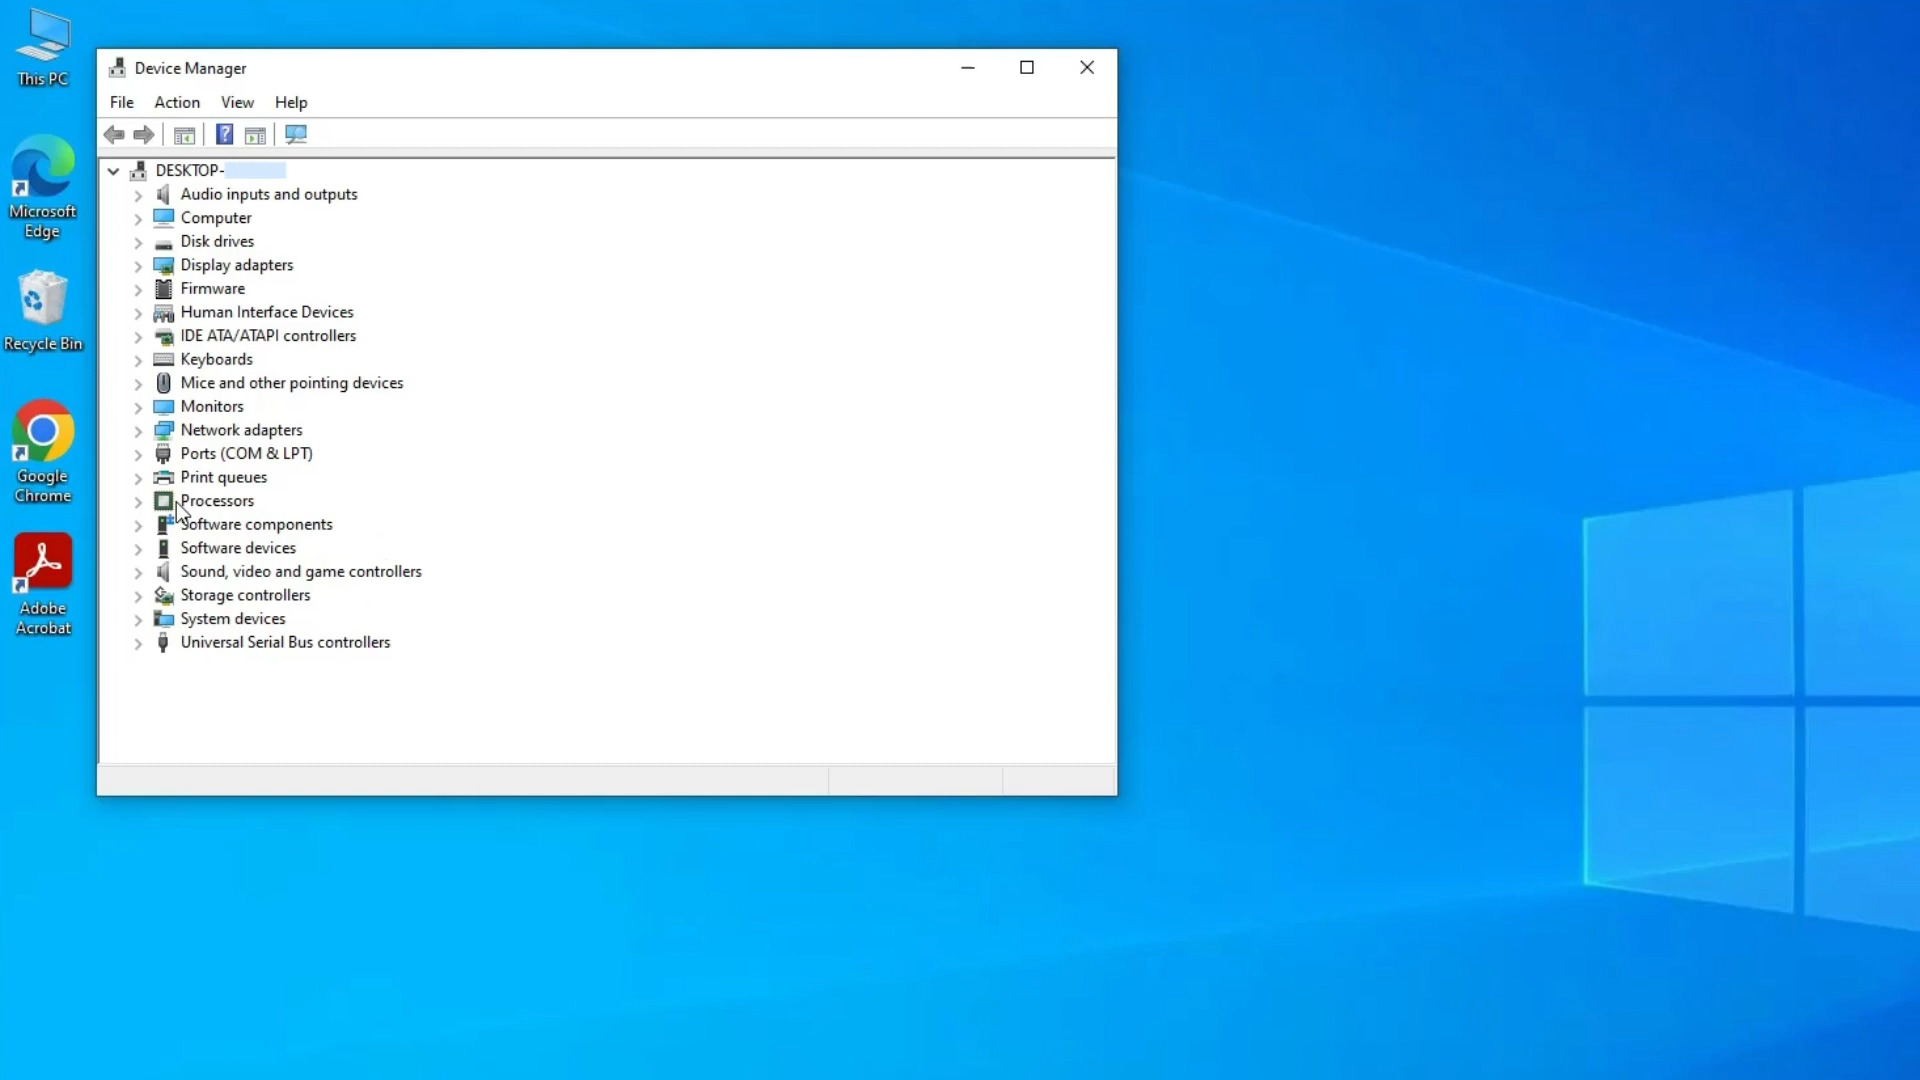 This PC
Microsoft
Edge
Recycle Bin
Google
Chrome
Adobe
Acrobat
Device Manager
File Action View Help
DESKTOP-
Audio inputs and outputs
Computer
Disk drives
Display adapters
Firmware
Human Interface Devices
IDE ATA/ATAPI controllers
Keyboards
Mice and other pointing devices
Monitors
Network adapters
Ports (COM & LPT)
Print queues
Processors
Software components
Software devices
Sound, video and game controllers
Storage controllers
System devices
Universal Serial Bus controllers